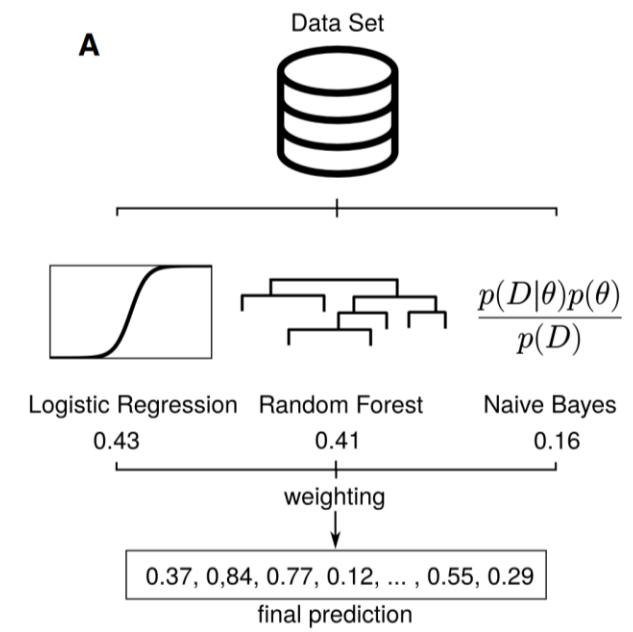 Data Set
A
p(D|θ)p(θ)
p(D)
Logistic Regression Random Forest Naive Bayes
0.43 0.41 0.16
weighting
0.37, 0,84, 0.77, 0.12, ... , 0.55, 0.29
final prediction